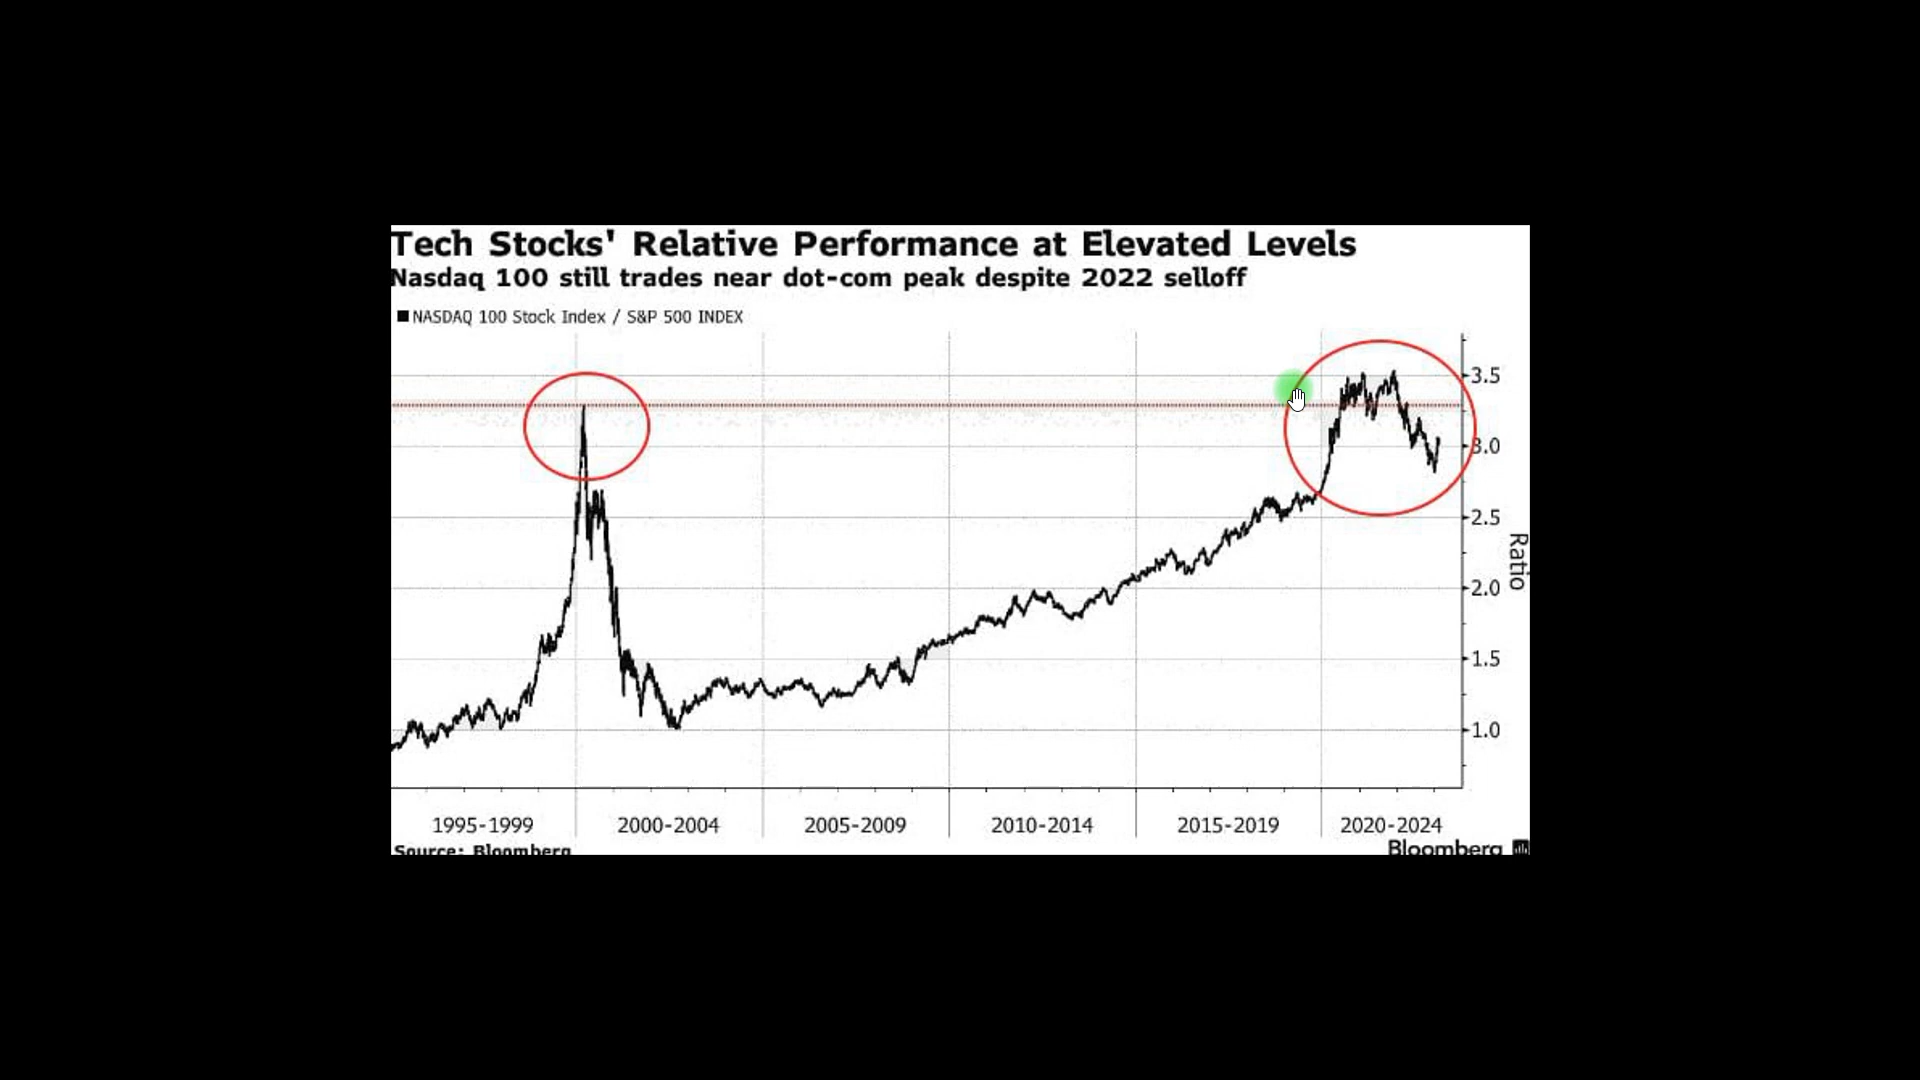 Tech Stocks' Relative Performance at Elevated Levels
Nasdaq 100 still trades near dot-com peak despite 2022 selloff
NASDAQ 100 Stock Index / S&P 500 INDEX
3.5
3.0
2.5
2.0
1.5
1.0
Ratio
1995-1999 2000-2004 2005-2009 2010-2014 2015-2019 2020-2024
Source: Bloomberg
Bloomberg